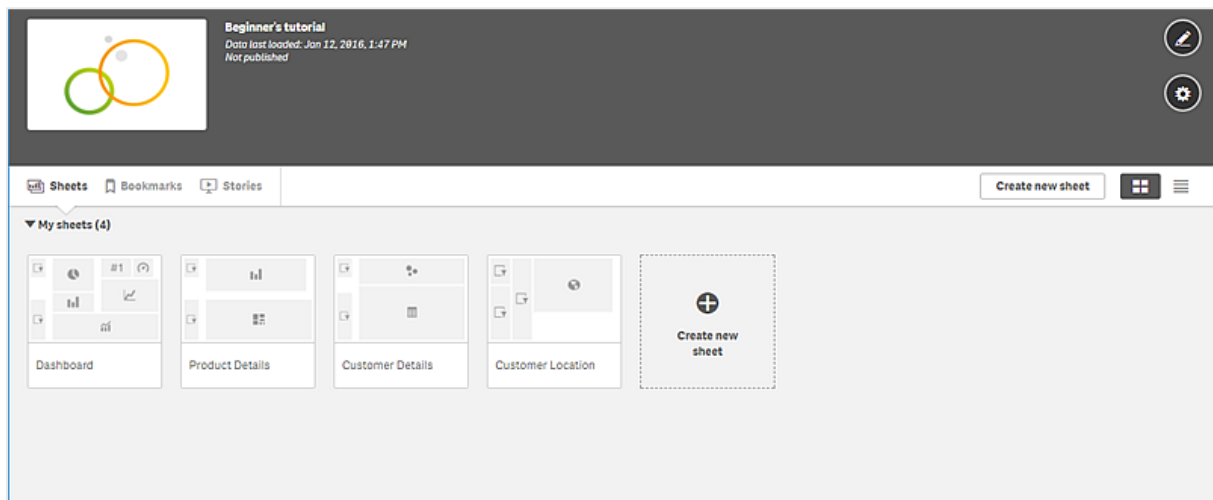 Beginner's tutorial
Data last loaded: Jan 12, 2016, 1:47 PM
Not published
Sheets
Bookmarks
Stories
Create new sheet
My sheets (4)
#1
Dashboard
Product Details
Customer Details
Customer Location
Create new
sheet